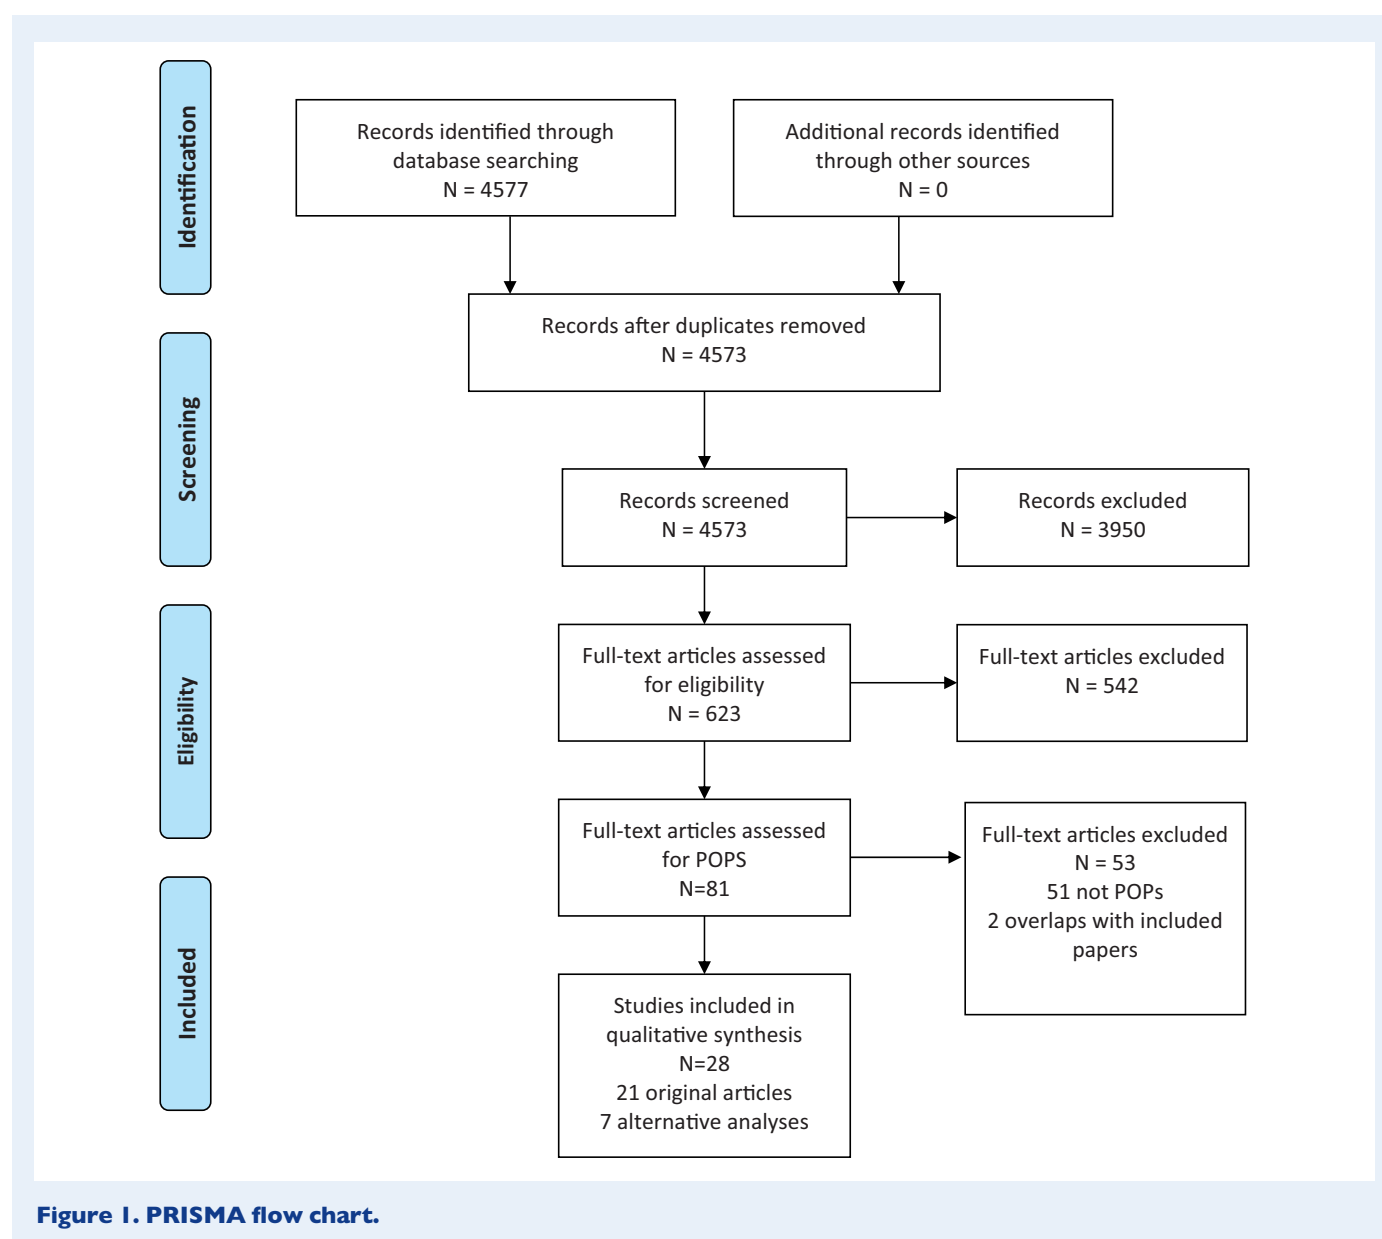 Identification
Records identified through
database searching
N = 4577
Additional records identified
through other sources
N = 0
Records after duplicates removed
N = 4573
Screening
Records screened
N = 4573
Records excluded
N = 3950
Eligibility
Full-text articles assessed
for eligibility
N = 623
Full-text articles excluded
N = 542
Full-text articles assessed
for POPS
N=81
Full-text articles excluded
N = 53
51 not POPs
2 overlaps with included
papers
Included
Studies included in
qualitative synthesis
N=28
21 original articles
7 alternative analyses
Figure 1. PRISMA flow chart.